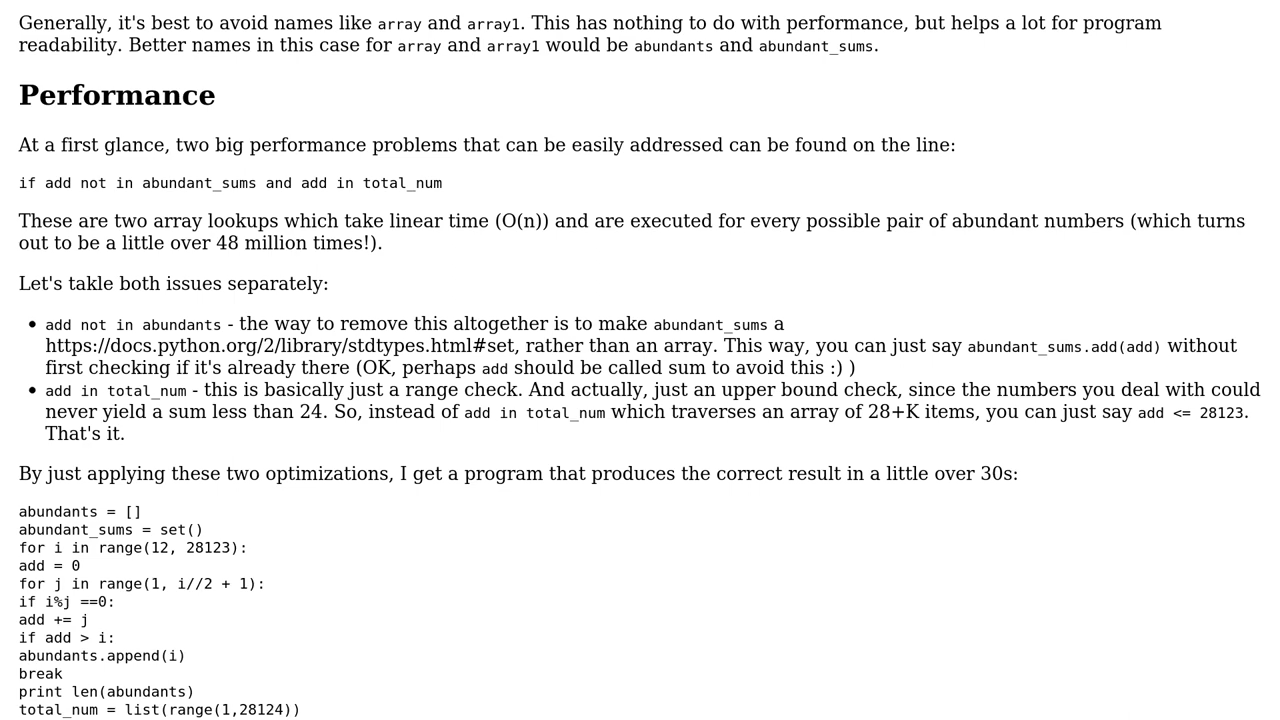 Generally, it's best to avoid names like array and array1. This has nothing to do with performance, but helps a lot for program
readability. Better names in this case for array and array1 would be abundants and abundant_sums.
Performance
At a first glance, two big performance problems that can be easily addressed can be found on the line:
if add not in abundant_sums and add in total_num
These are two array lookups which take linear time (O(n)) and are executed for every possible pair of abundant numbers (which turns
out to be a little over 48 million times!).
Let's takle both issues separately:
• add not in abundants - the way to remove this altogether is to make abundant_sums a
https://docs.python.org/2/library/stdtypes.html#set, rather than an array. This way, you can just say abundant_sums.add(add) without
first checking if it's already there (OK, perhaps add should be called sum to avoid this :) )
• add in total_num - this is basically just a range check. And actually, just an upper bound check, since the numbers you deal with could
never yield a sum less than 24. So, instead of add in total_num which traverses an array of 28+K items, you can just say add <= 28123.
That's it.
By just applying these two optimizations, I get a program that produces the correct result in a little over 30s:
abundants = []
abundant_sums = set()
for i in range(12, 28123):
add = 0
for j in range(1, i//2 + 1):
if i%j ==0:
add += j
if add > i:
abundants.append(i)
break
print len(abundants)
total_num = list(range(1,28124))